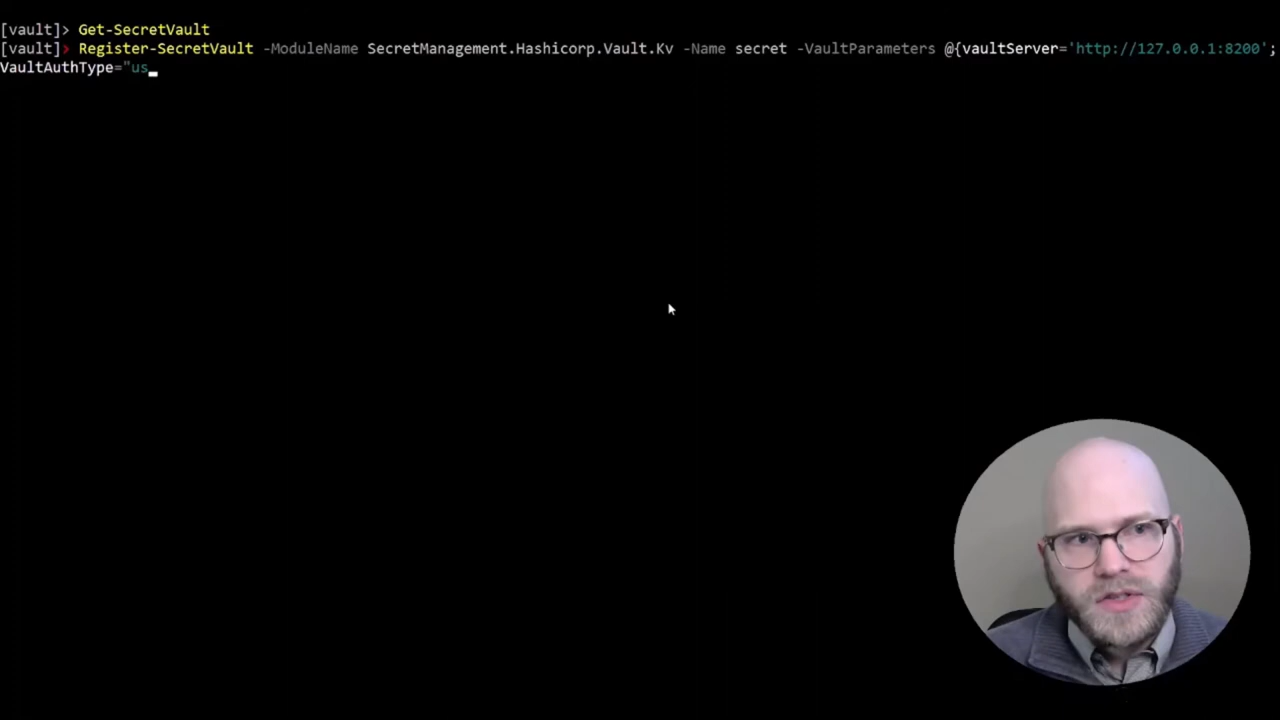 [vault]> Get-SecretVault
[vault]> Register-SecretVault -ModuleName SecretManagement.Hashicorp.Vault.Kv -Name secret -VaultParameters @{vaultServer='http://127.0.0.1:8200';
VaultAuthType="us